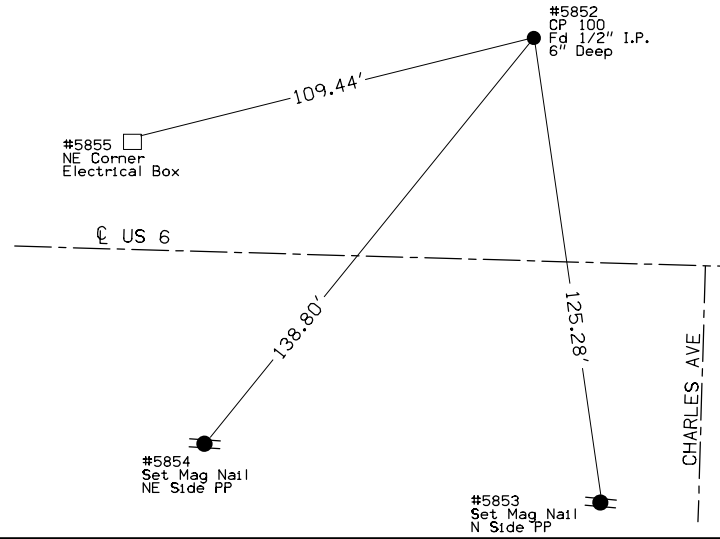 #5852
CP 100
Fd 1/2" I.P.
6" Deep
109.44'
#5855
NE Corner
Electrical Box
℄ US 6
138.80'
125.28'
CHARLES AVE
#5854
Set Mag Nail
NE Side PP
#5853
Set Mag Nail
N Side PP